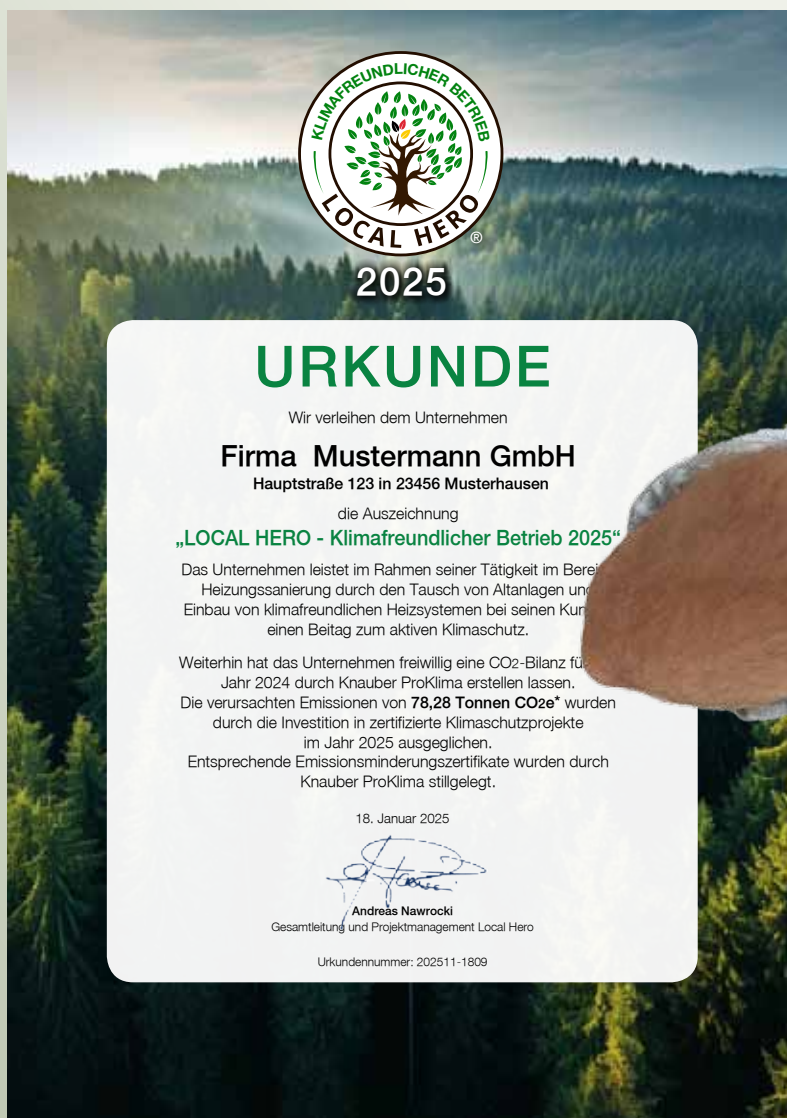 KLIMAFREUNDLICHER BETRIEB
LOCAL HERO
®
2025
URKUNDE
Wir verleihen dem Unternehmen
Firma Mustermann GmbH
Hauptstraße 123 in 23456 Musterhausen
die Auszeichnung
„LOCAL HERO - Klimafreundlicher Betrieb 2025“
Das Unternehmen leistet im Rahmen seiner Tätigkeit im
Heizungssanierung durch den Tausch von Altanlagen
Einbau von klimafreundlichen Heizsystemen bei seinen
einen Beitag zum aktiven Klimaschutz.
Weiterhin hat das Unternehmen freiwillig eine CO2-Bilanz
Jahr 2024 durch Knauber ProKlima erstellen lassen.
Die verursachten Emissionen von 78,28 Tonnen CO2e* wurden
durch die Investition in zertifizierte Klimaschutzprojekte
im Jahr 2025 ausgeglichen.
Entsprechende Emissionsminderungszertifikate wurden durch
Knauber ProKlima stillgelegt.
18. Januar 2025
Andreas Nawrocki
Gesamtleitung und Projektmanagement Local Hero
Urkundennummer: 202511-1809